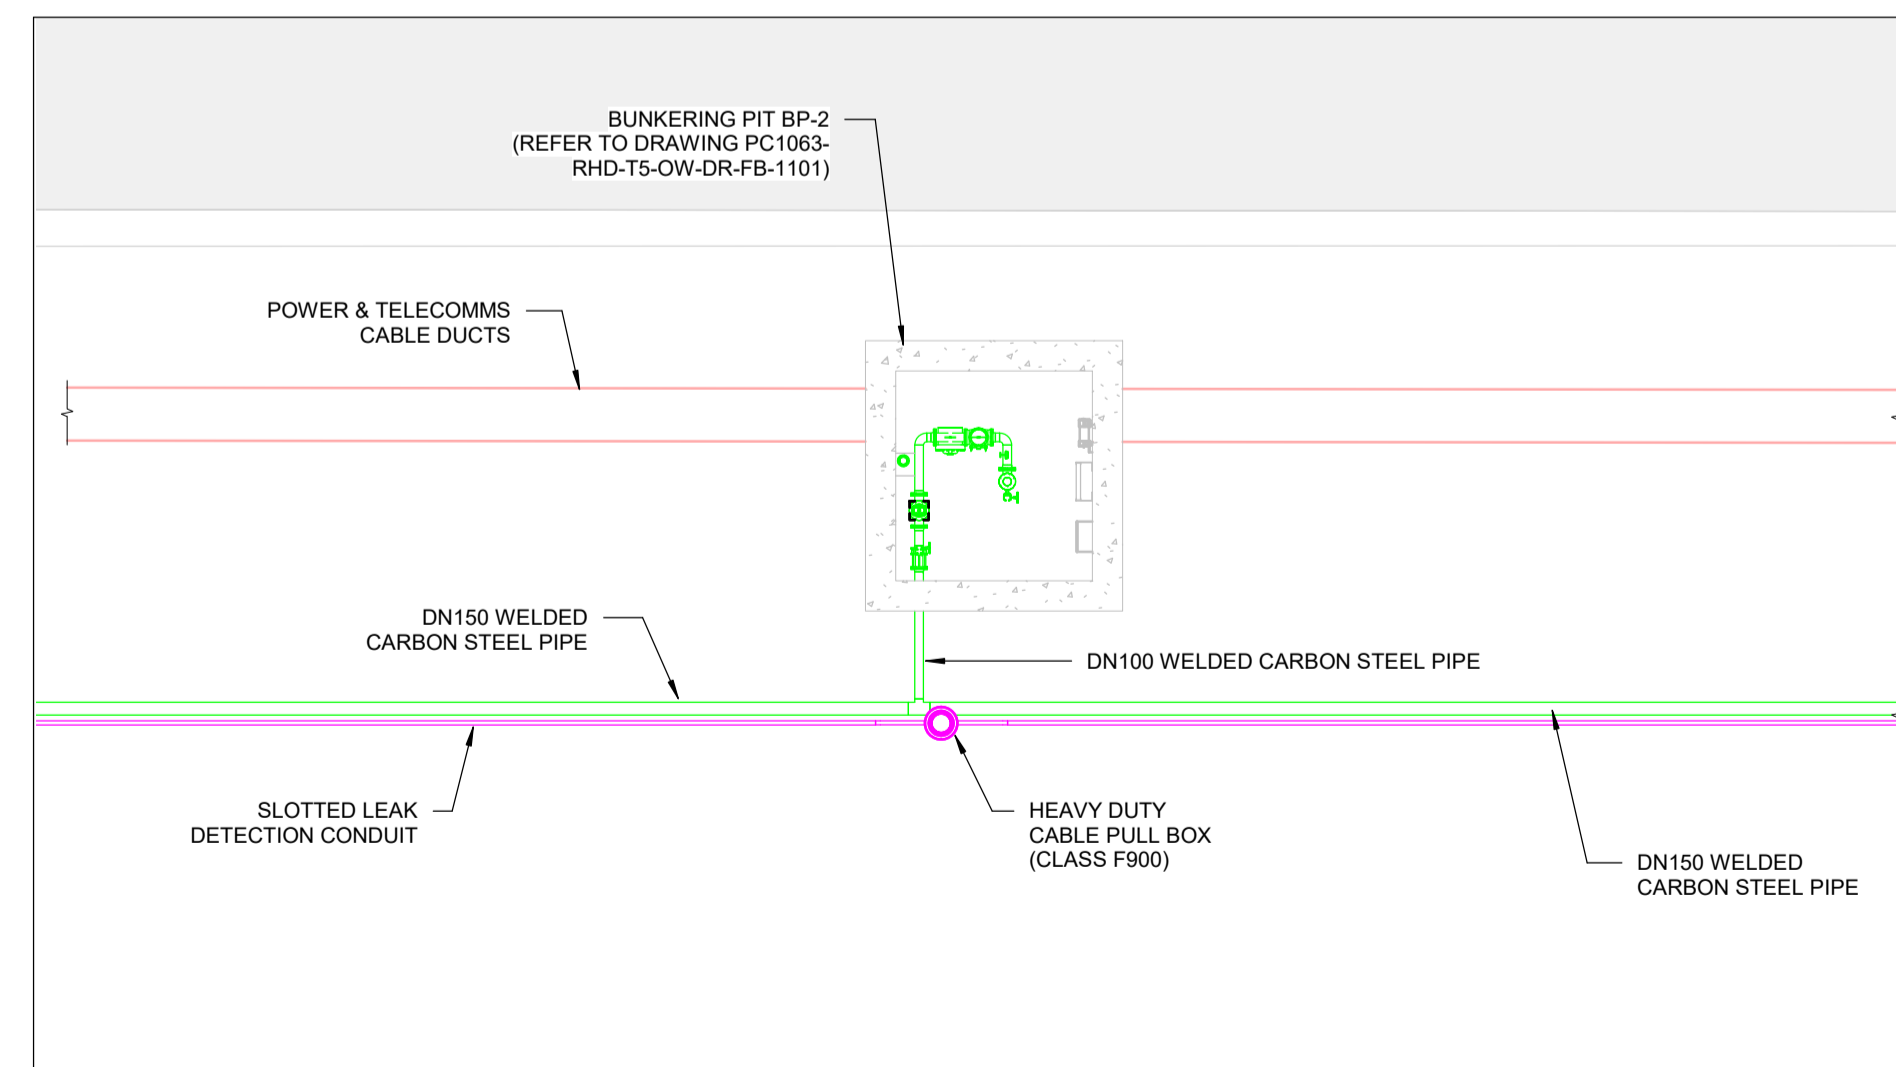 BUNKERING PIT BP-2
(REFER TO DRAWING PC1063-
RHD-T5-OW-DR-FB-1101)
POWER & TELECOMMS
CABLE DUCTS
DN150 WELDED
CARBON STEEL PIPE
DN100 WELDED CARBON STEEL PIPE
SLOTTED LEAK
DETECTION CONDUIT
HEAVY DUTY
CABLE PULL BOX
(CLASS F900)
DN150 WELDED
CARBON STEEL PIPE